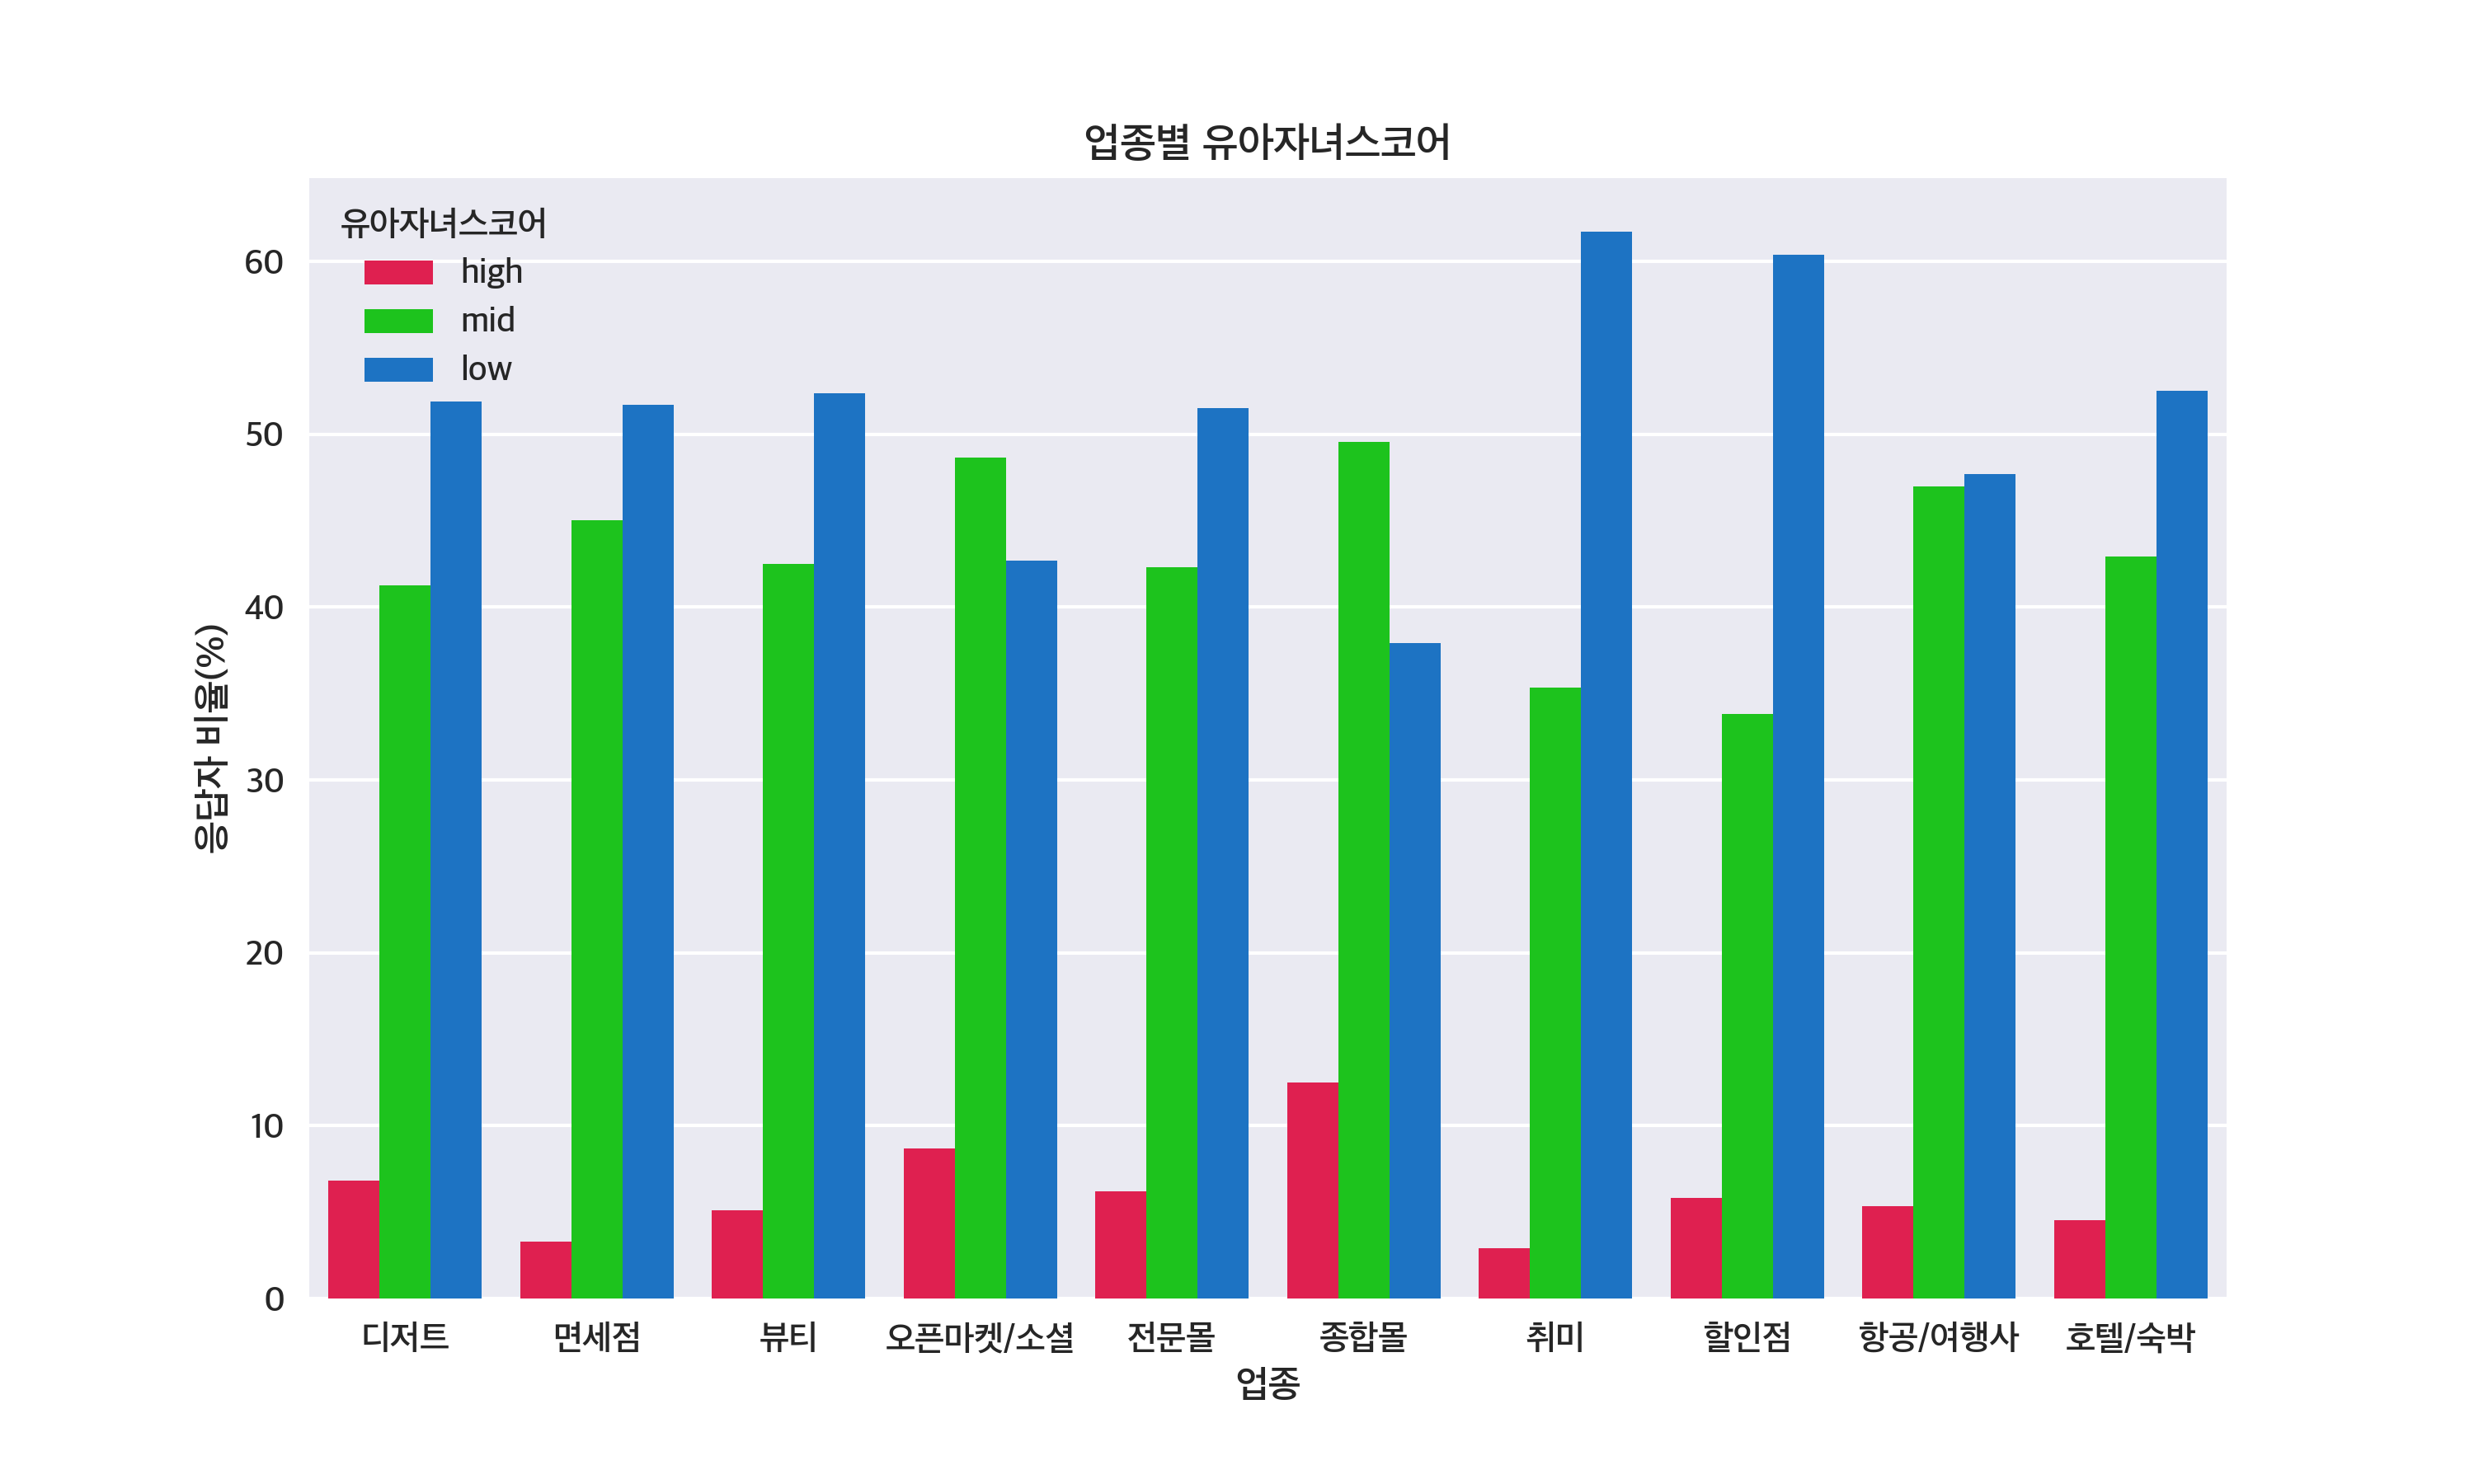 업종별 유아자녀스코어
유아자녀스코어
high
mid
low
60
50
40
30
20
10
0
응답자 비율(%)
디저트 면세점 뷰티 오픈마켓/소셜 전문몰 종합몰 취미 할인점 항공/여행사 호텔/숙박
업종